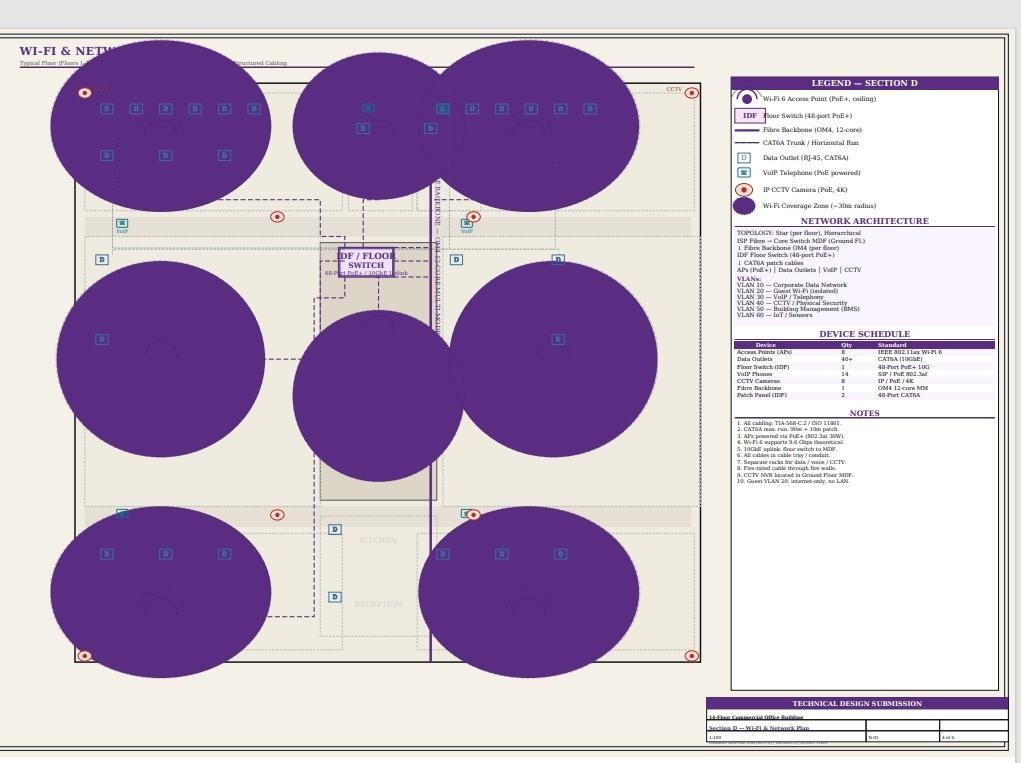 WI-FI & NETW
Typical Floor (Floors 1- tructured Cabling
CCTV
CCTV
D D D D D D D D D D D D
D D
D D D
VoIP
VoIP
E BACKBONE — OM4 12-CORE MULTI-MODE
IDF / FLOOR
SWITCH
48-Port PoE+ / 10GbE Uplink
D D D
D D
D
KITCHEN
D D D D D D
D
RECEPTION
LEGEND — SECTION D
Wi-Fi 6 Access Point (PoE+, ceiling)
IDF Floor Switch (48-port PoE+)
Fibre Backbone (OM4, 12-core)
CAT6A Trunk / Horizontal Run
D Data Outlet (RJ-45, CAT6A)
VoIP Telephone (PoE powered)
IP CCTV Camera (PoE, 4K)
Wi-Fi Coverage Zone (~30m radius)
NETWORK ARCHITECTURE
TOPOLOGY: Star (per floor), Hierarchical
ISP Fibre → Core Switch MDF (Ground Fl.)
↓ Fibre Backbone OM4 (per floor)
IDF Floor Switch (48-port PoE+)
↓ CAT6A patch cables
APs (PoE+) | Data Outlets | VoIP | CCTV
VLANs:
VLAN 10 — Corporate Data Network
VLAN 20 — Guest Wi-Fi (isolated)
VLAN 30 — VoIP / Telephony
VLAN 40 — CCTV / Physical Security
VLAN 50 — Building Management (BMS)
VLAN 60 — IoT / Sensors
DEVICE SCHEDULE
Device Qty Standard
Access Points (APs) 8 IEEE 802.11ax Wi-Fi 6
Data Outlets 40+ CAT6A (10GbE)
Floor Switch (IDF) 1 48-Port PoE+ 10G
VoIP Phones 14 SIP / PoE 802.3af
CCTV Cameras 8 IP / PoE / 4K
Fibre Backbone 1 OM4 12-core MM
Patch Panel (IDF) 2 48-Port CAT6A
NOTES
1. All cabling: TIA-568-C.2 / ISO 11801.
2. CAT6A max. run: 90m + 10m patch.
3. APs powered via PoE+ (802.3at 30W).
4. Wi-Fi 6 supports 9.6 Gbps theoretical.
5. 10GbE uplink: floor switch to MDF.
6. All cables in cable tray / conduit.
7. Separate racks for data / voice / CCTV.
8. Fire-rated cable through fire walls.
9. CCTV NVR located in Ground Floor MDF.
10. Guest VLAN 20: internet-only, no LAN.
TECHNICAL DESIGN SUBMISSION
14-Floor Commercial Office Building
Section D — Wi-Fi & Network Plan
1:100 N-01 4 of 4